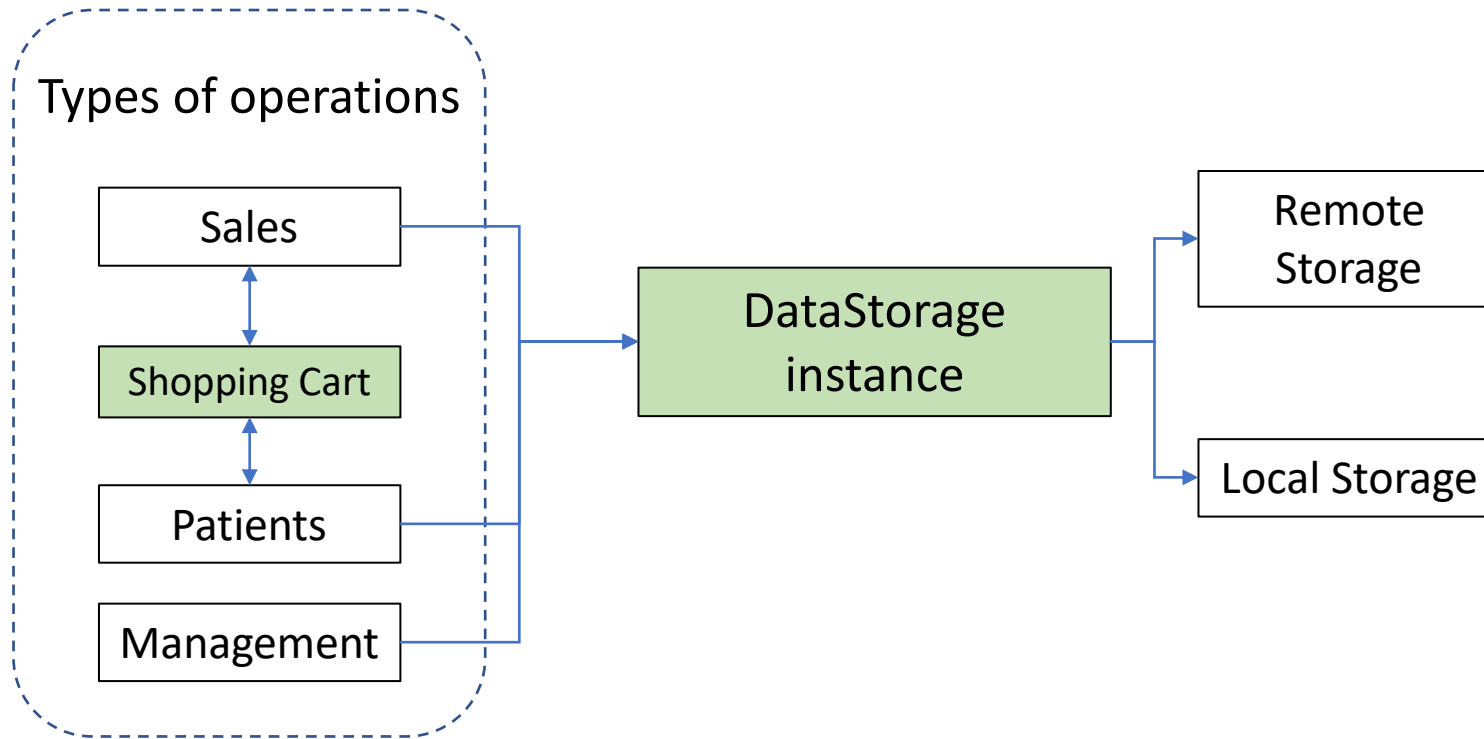 Types of operations
Sales
Shopping Cart
Patients
Management
DataStorage
instance
Remote
Storage
Local Storage